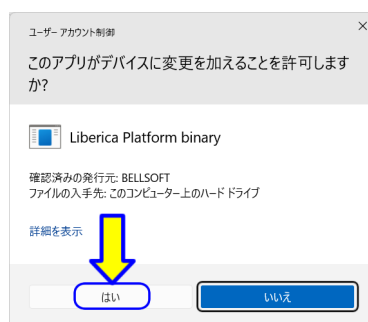 ユーザー アカウント制御
このアプリがデバイスに変更を加えることを許可します
か?
Liberica Platform binary
確認済みの発行元: BELLSOFT
ファイルの入手先: このコンピューター上のハード ドライブ
詳細を表示
はい
いいえ